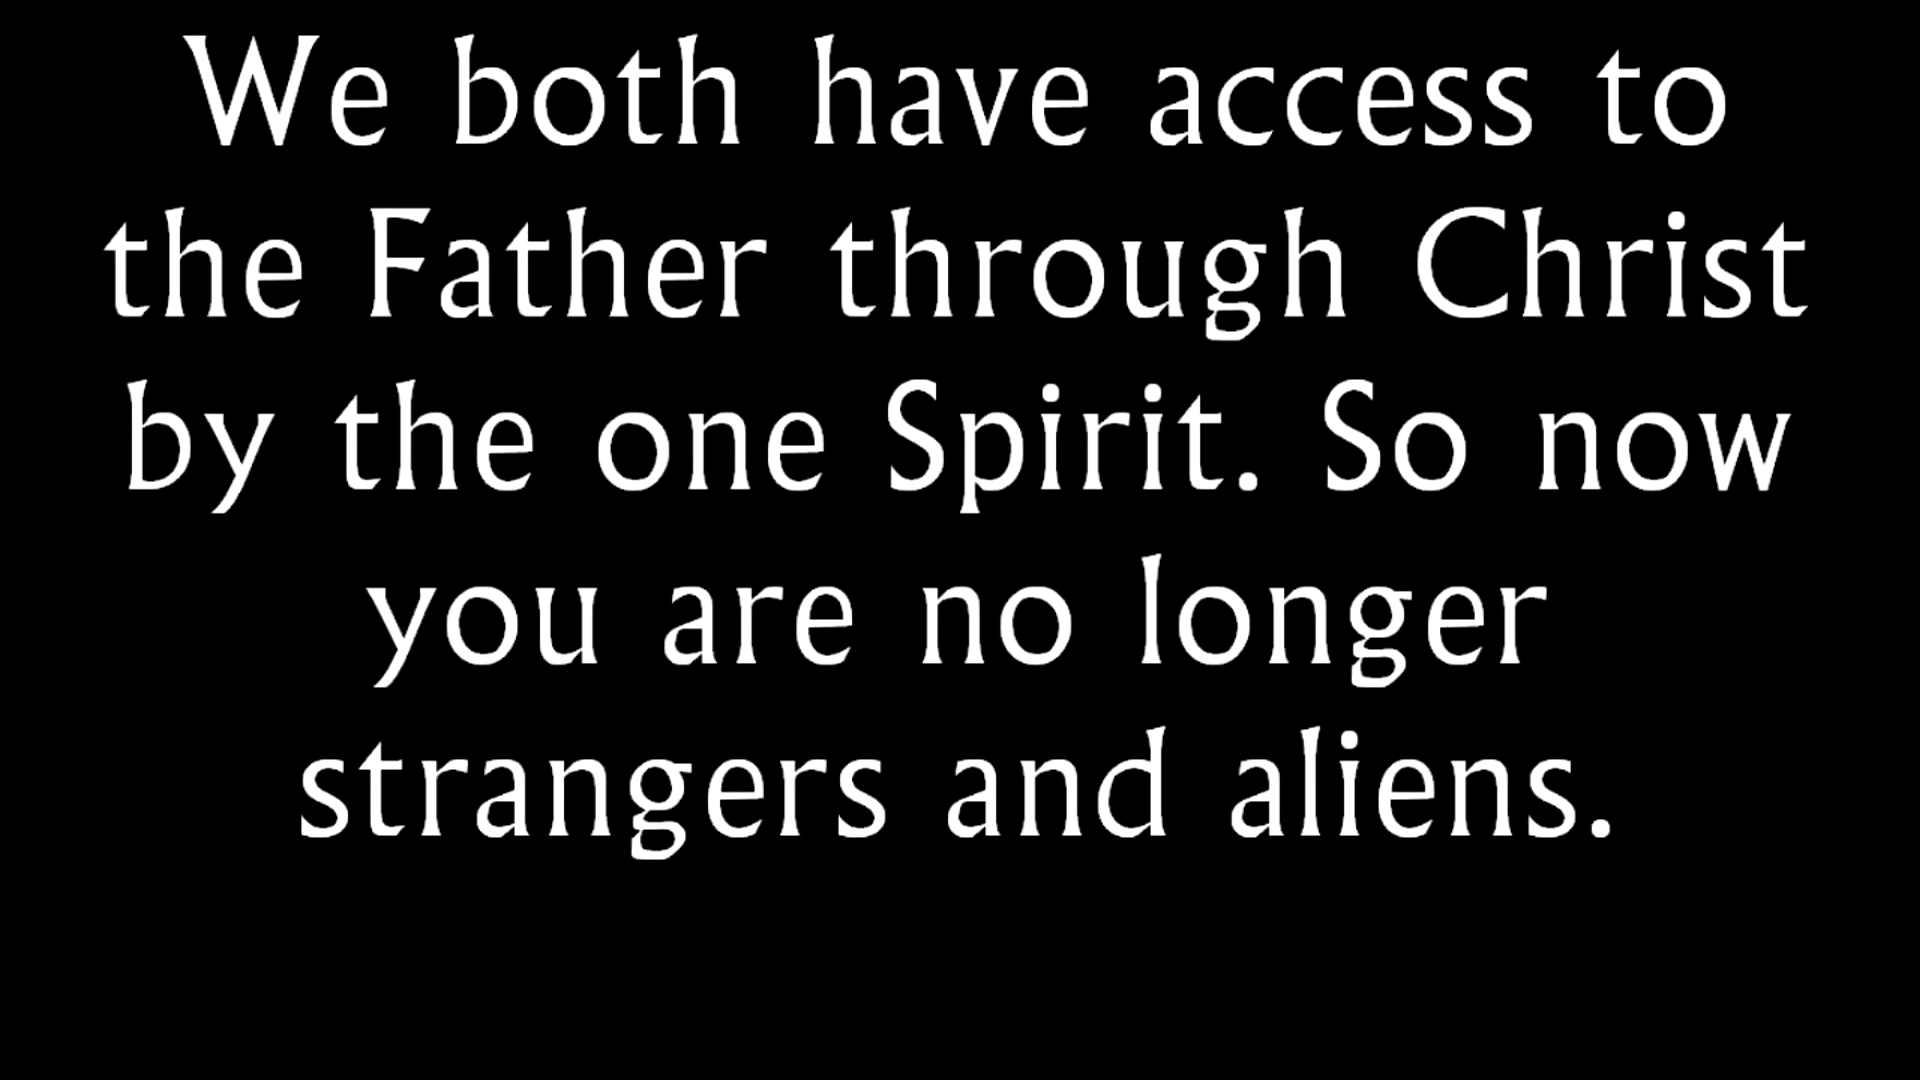 We both have access to
the Father through Christ
by the one Spirit. So now
you are no longer
strangers and aliens.